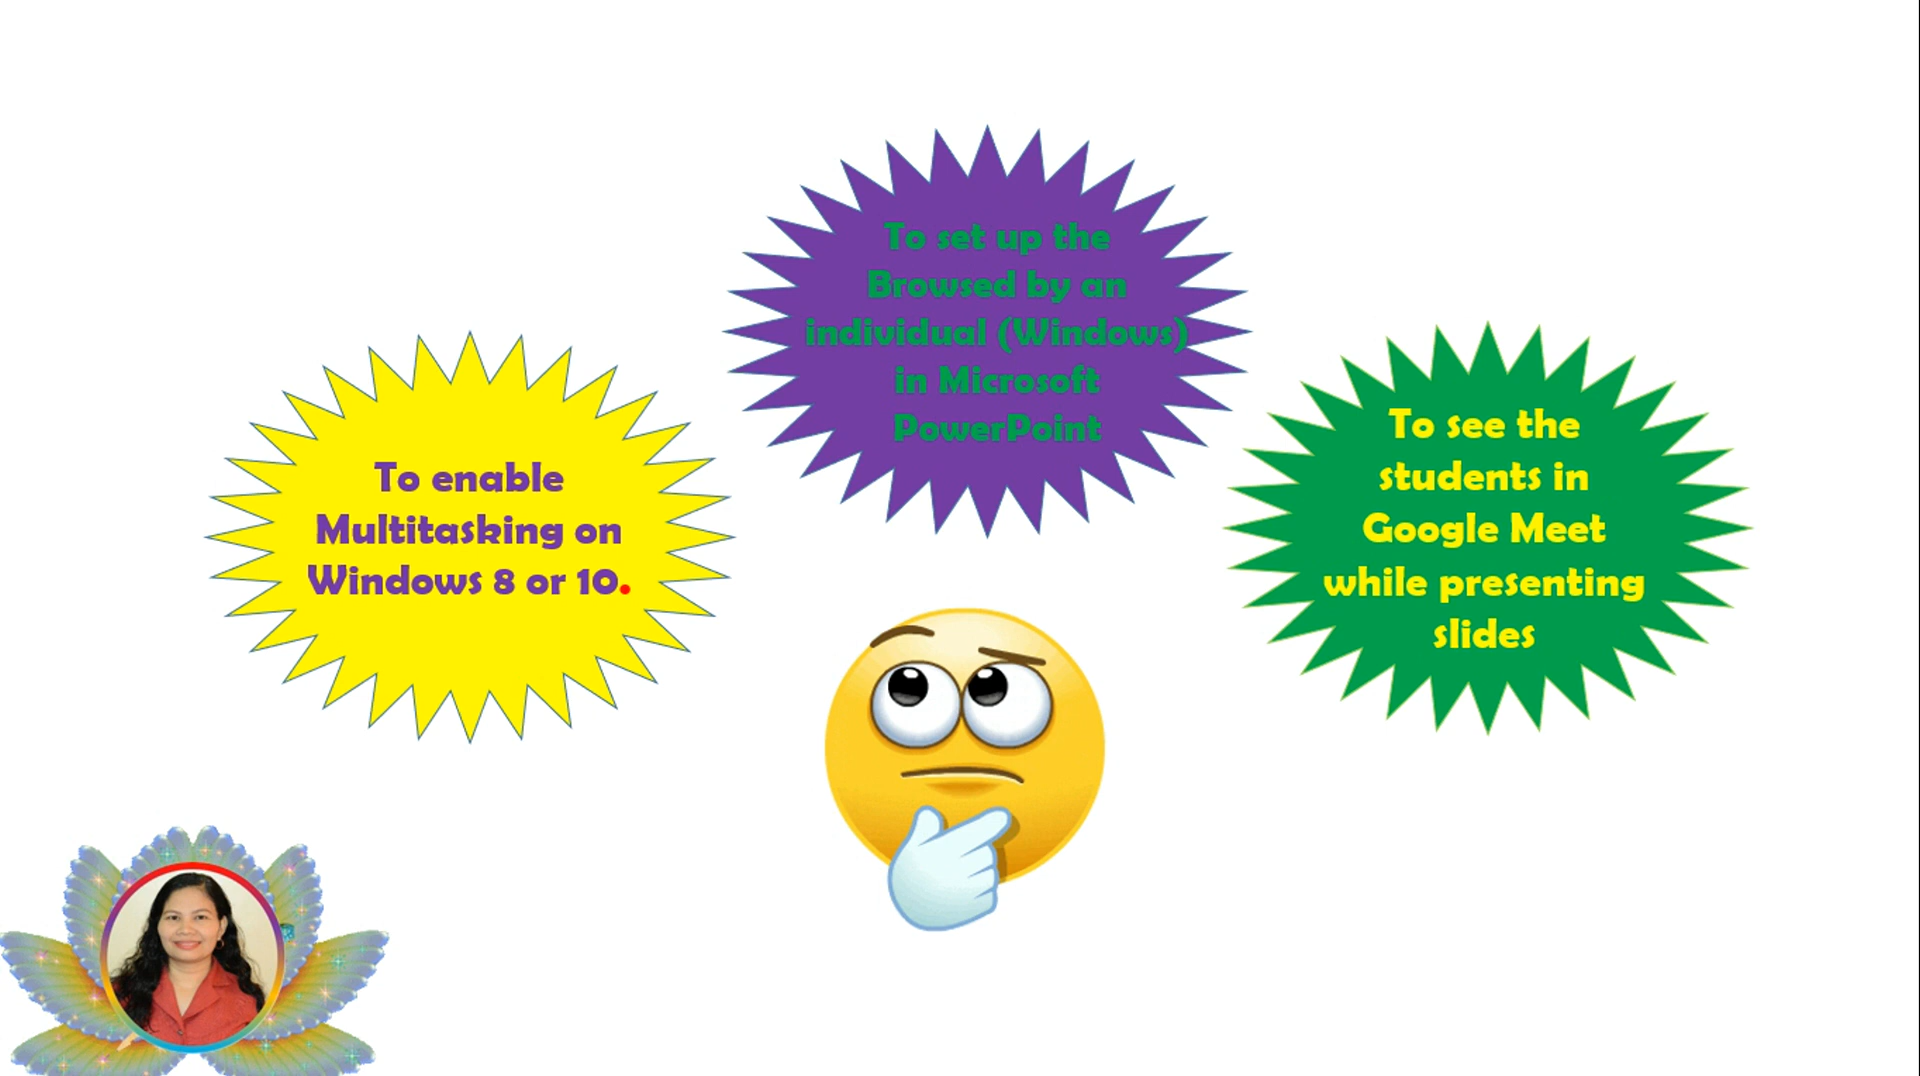 To enable
Multitasking on
Windows 8 or 10.
To set up the
Browsed by an
individual (Windows)
in Microsoft
PowerPoint
To see the
students in
Google Meet
while presenting
slides